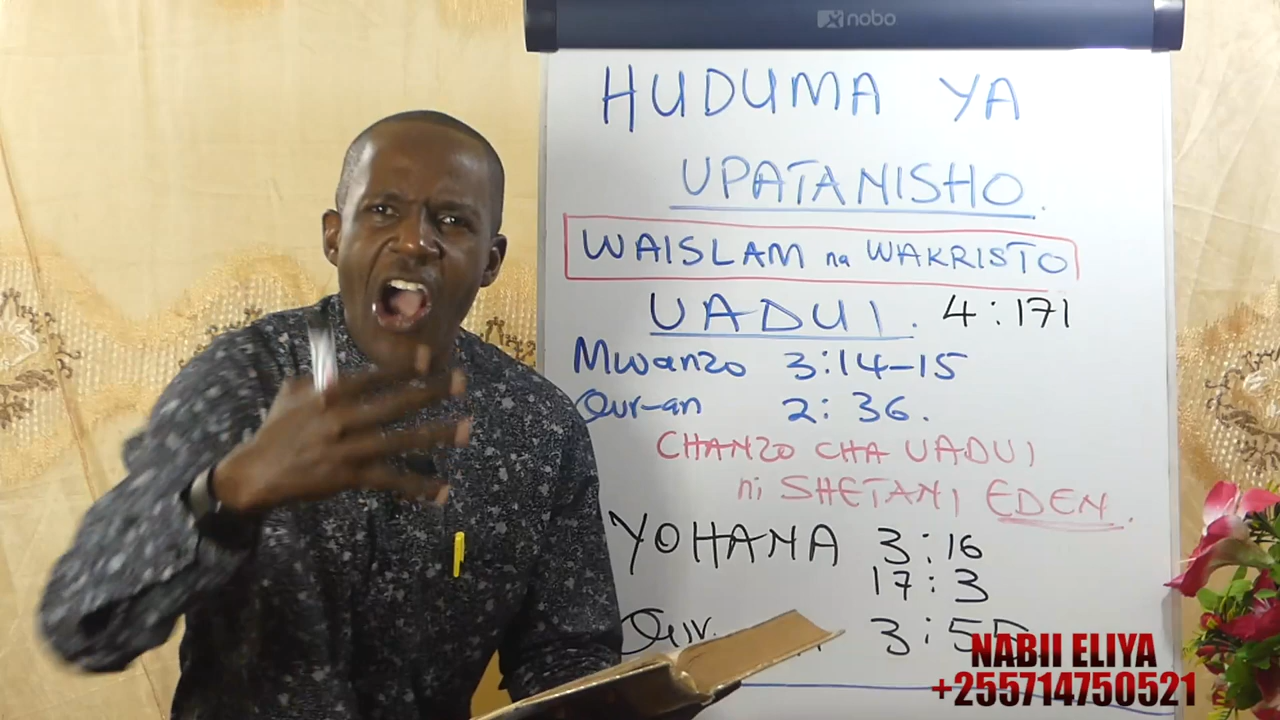 nobo
HUDUMA YA
UPATANISHO.
WAISLAM na WAKRISTO
UADUI. 4:171
Mwanzo 3:14-15
Qur-an 2:36.
CHANZO CHA UADUI
ni SHETANI EDEN.
YOHANA 3:16
17:3
Qur. 3:55
NABII ELIYA
+255714750521